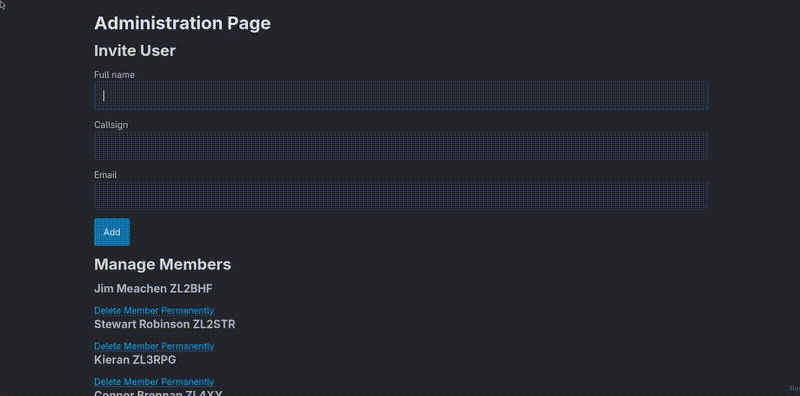 Administration Page
Invite User
Full name
Callsign
Email
Add
Manage Members
Jim Meachen ZL2BHF
Delete Member Permanently
Stewart Robinson ZL2STR
Delete Member Permanently
Kieran ZL3RPG
Delete Member Permanently
Connor Brennan ZL4XY